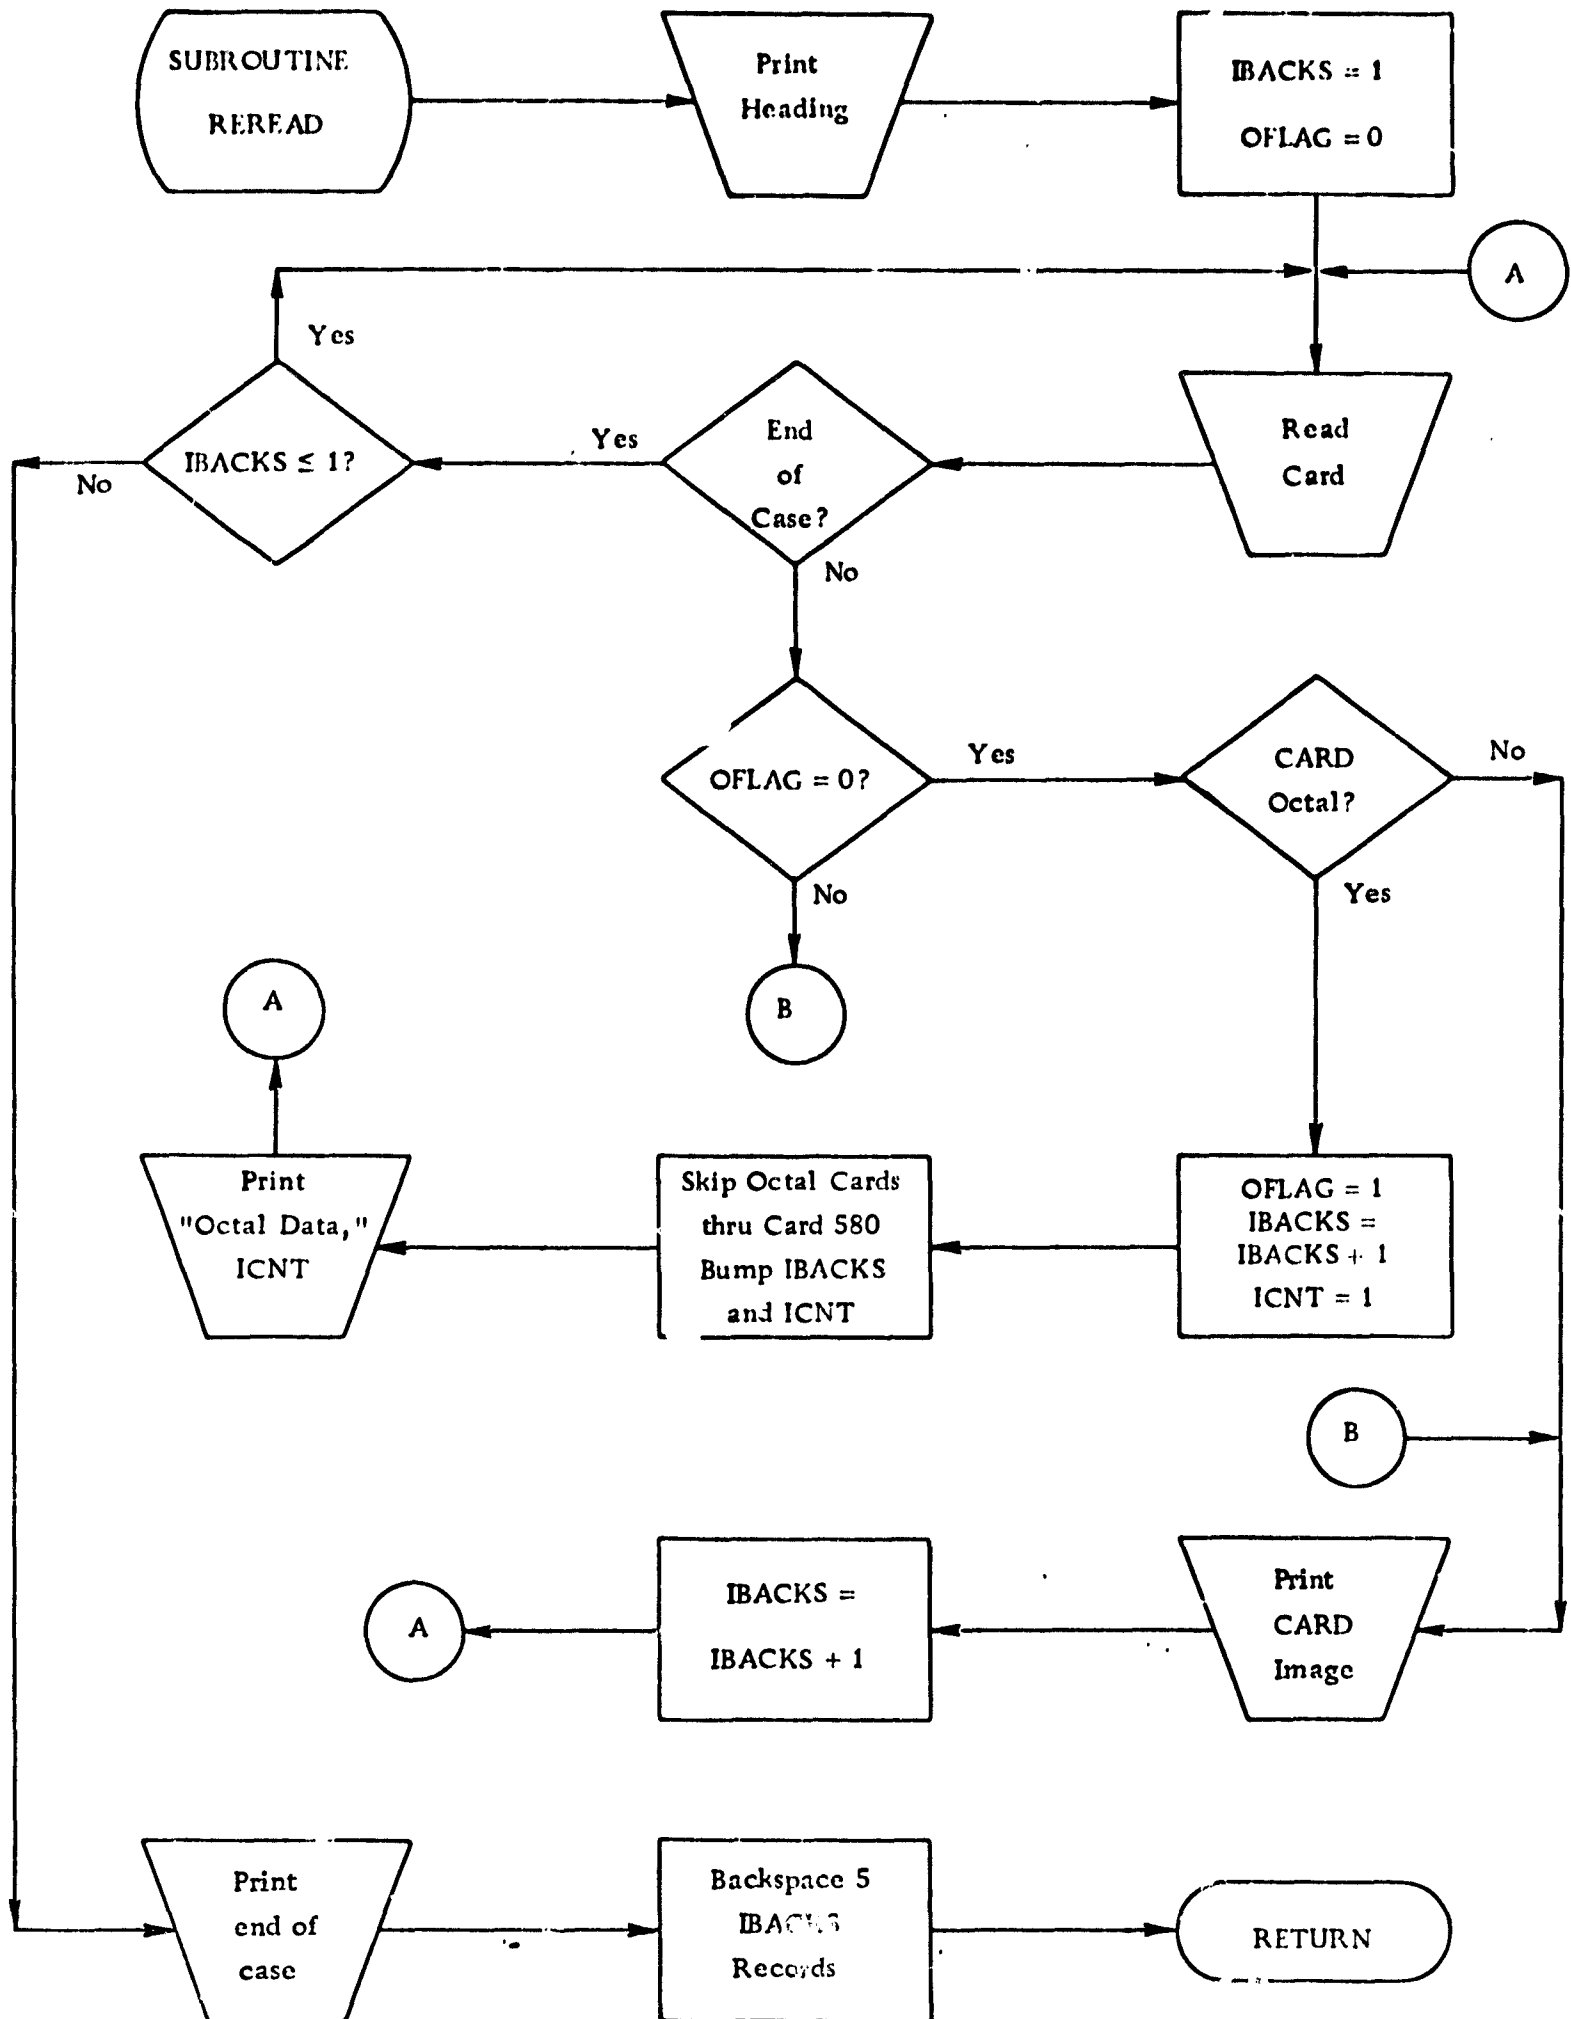 SUBROUTINE
REREAD
Print
Heading
IBACKS = 1
OFLAG = 0
A
Yes
IBACKS ≤ 1?
No
Yes
End
of
Case?
No
Read
Card
OFLAG = 0?
Yes
No
CARD
Octal?
No
Yes
A
B
Print
"Octal Data,"
ICNT
Skip Octal Cards
thru Card 580
Bump IBACKS
and ICNT
OFLAG = 1
IBACKS =
IBACKS + 1
ICNT = 1
B
A
IBACKS =
IBACKS + 1
Print
CARD
Image
Print
end of
case
Backspace 5
IBACKS
Records
RETURN